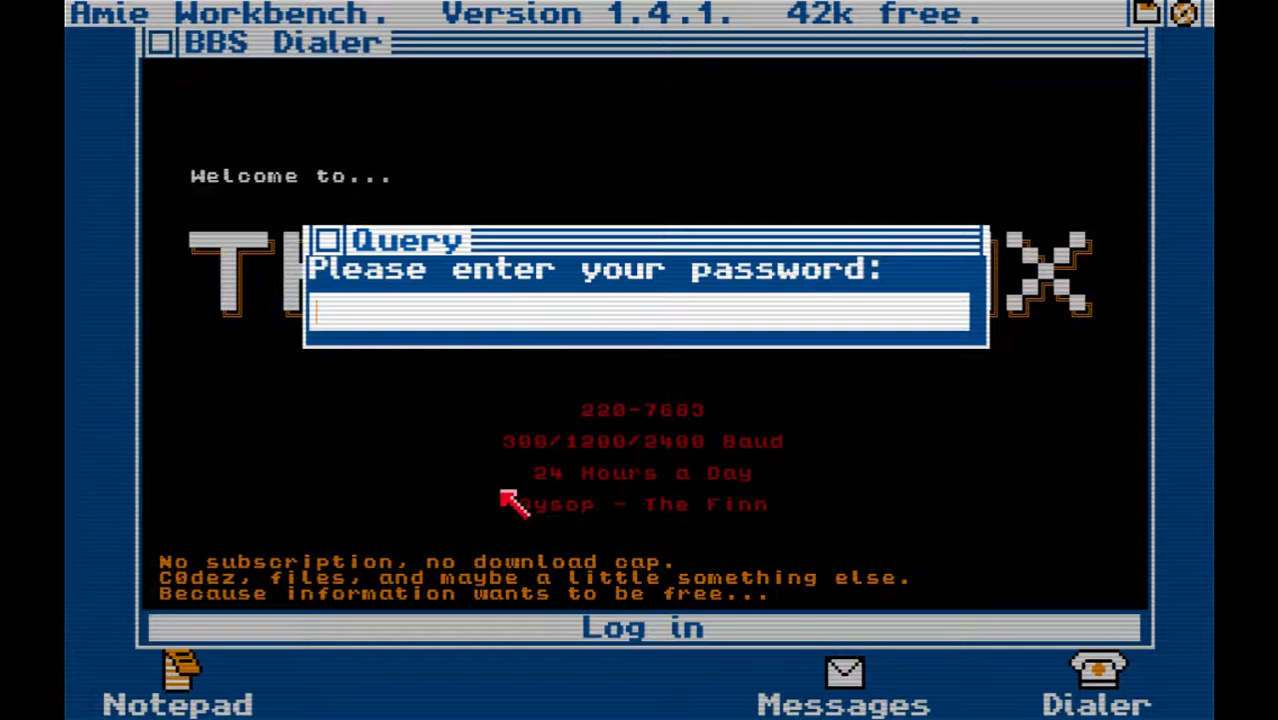 Amie Workbench. Version 1.4.1. 42k free.
BBS Dialer
Welcome to...
Query
Please enter your password:
220-7683
300/1200/2400 Baud
24 Hours a Day
Sysop - The Finn
No subscription, no download cap.
C0dez, files, and maybe a little something else.
Because information wants to be free...
Log in
Notepad
Messages
Dialer